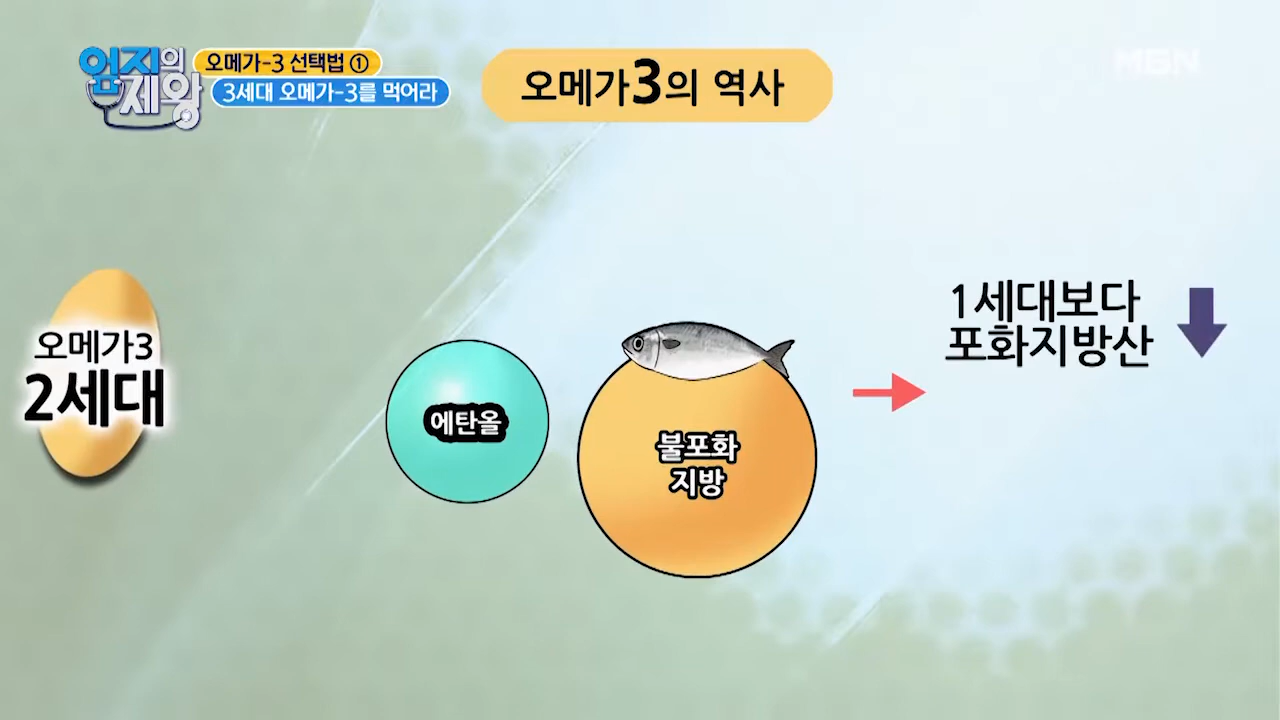 엄지의 제왕
오메가-3 선택법 ①
3세대 오메가-3를 먹어라
오메가3의 역사
MBN
오메가3
2세대
에탄올
불포화
지방
1세대보다
포화지방산